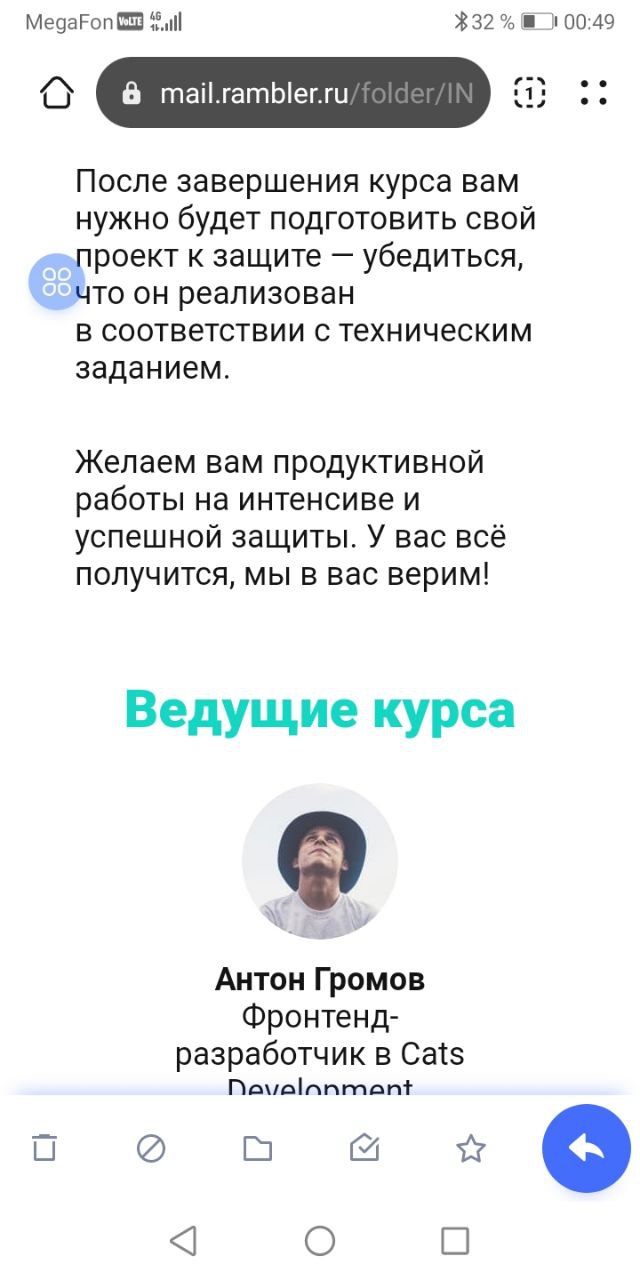 MegaFon VoLTE 4G 32 % 00:49
mail.rambler.ru/folder/IN
1
После завершения курса вам
нужно будет подготовить свой
проект к защите — убедиться,
что он реализован
в соответствии с техническим
заданием.
Желаем вам продуктивной
работы на интенсиве и
успешной защиты. У вас всё
получится, мы в вас верим!
Ведущие курса
Антон Громов
Фронтенд-
разработчик в Cats
Development